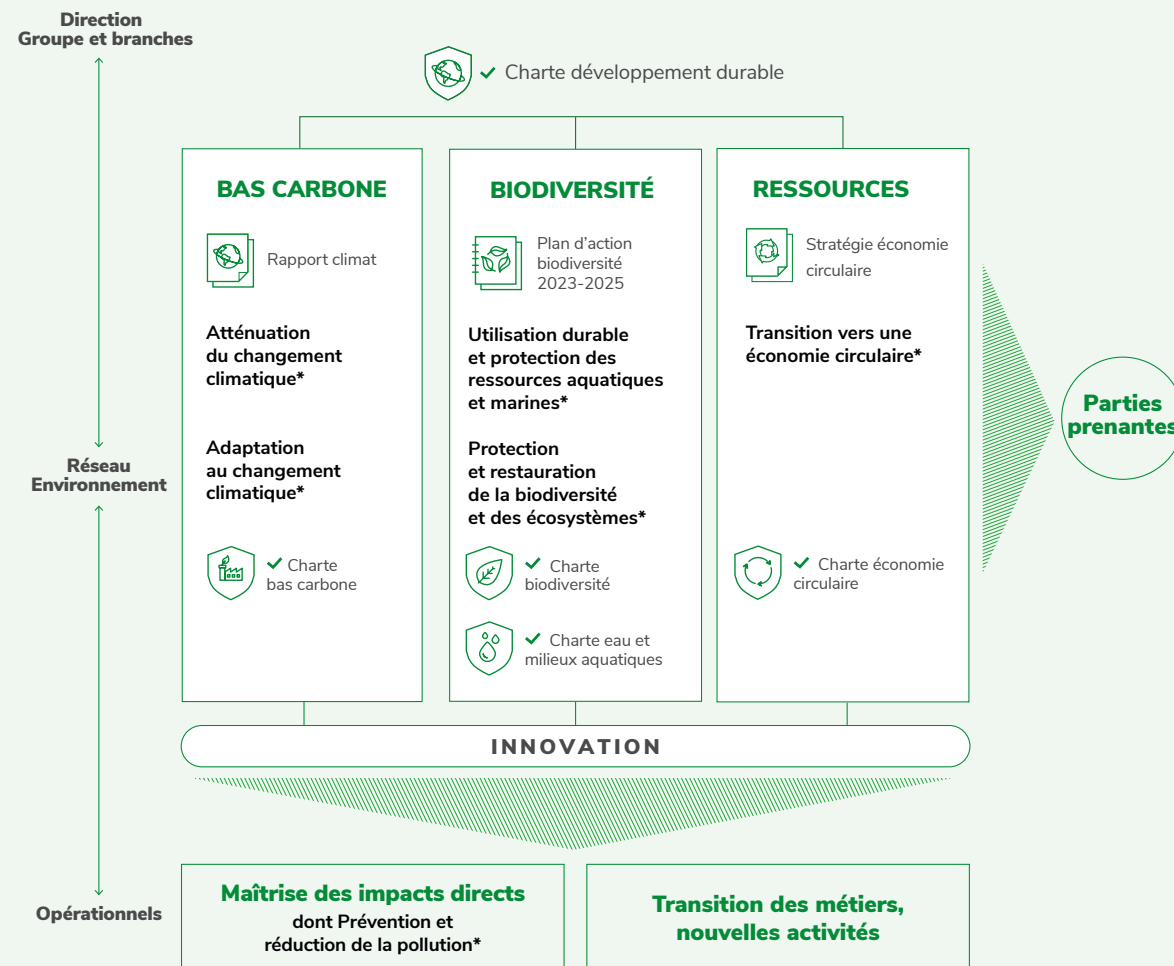 Direction
Groupe et branches
Charte développement durable
BAS CARBONE
Rapport climat
Atténuation
du changement
climatique*
Adaptation
au changement
climatique*
Charte
bas carbone
BIODIVERSITÉ
Plan d'action
biodiversité
2023-2025
Utilisation durable
et protection des
ressources aquatiques
et marines*
Protection
et restauration
de la biodiversité
et des écosystèmes*
Charte
biodiversité
Charte eau et
milieux aquatiques
RESSOURCES
Stratégie économie
circulaire
Transition vers une
économie circulaire*
Charte économie
circulaire
Parties
prenantes
Réseau
Environnement
INNOVATION
Opérationnels
Maîtrise des impacts directs
dont Prévention et
réduction de la pollution*
Transition des métiers,
nouvelles activités